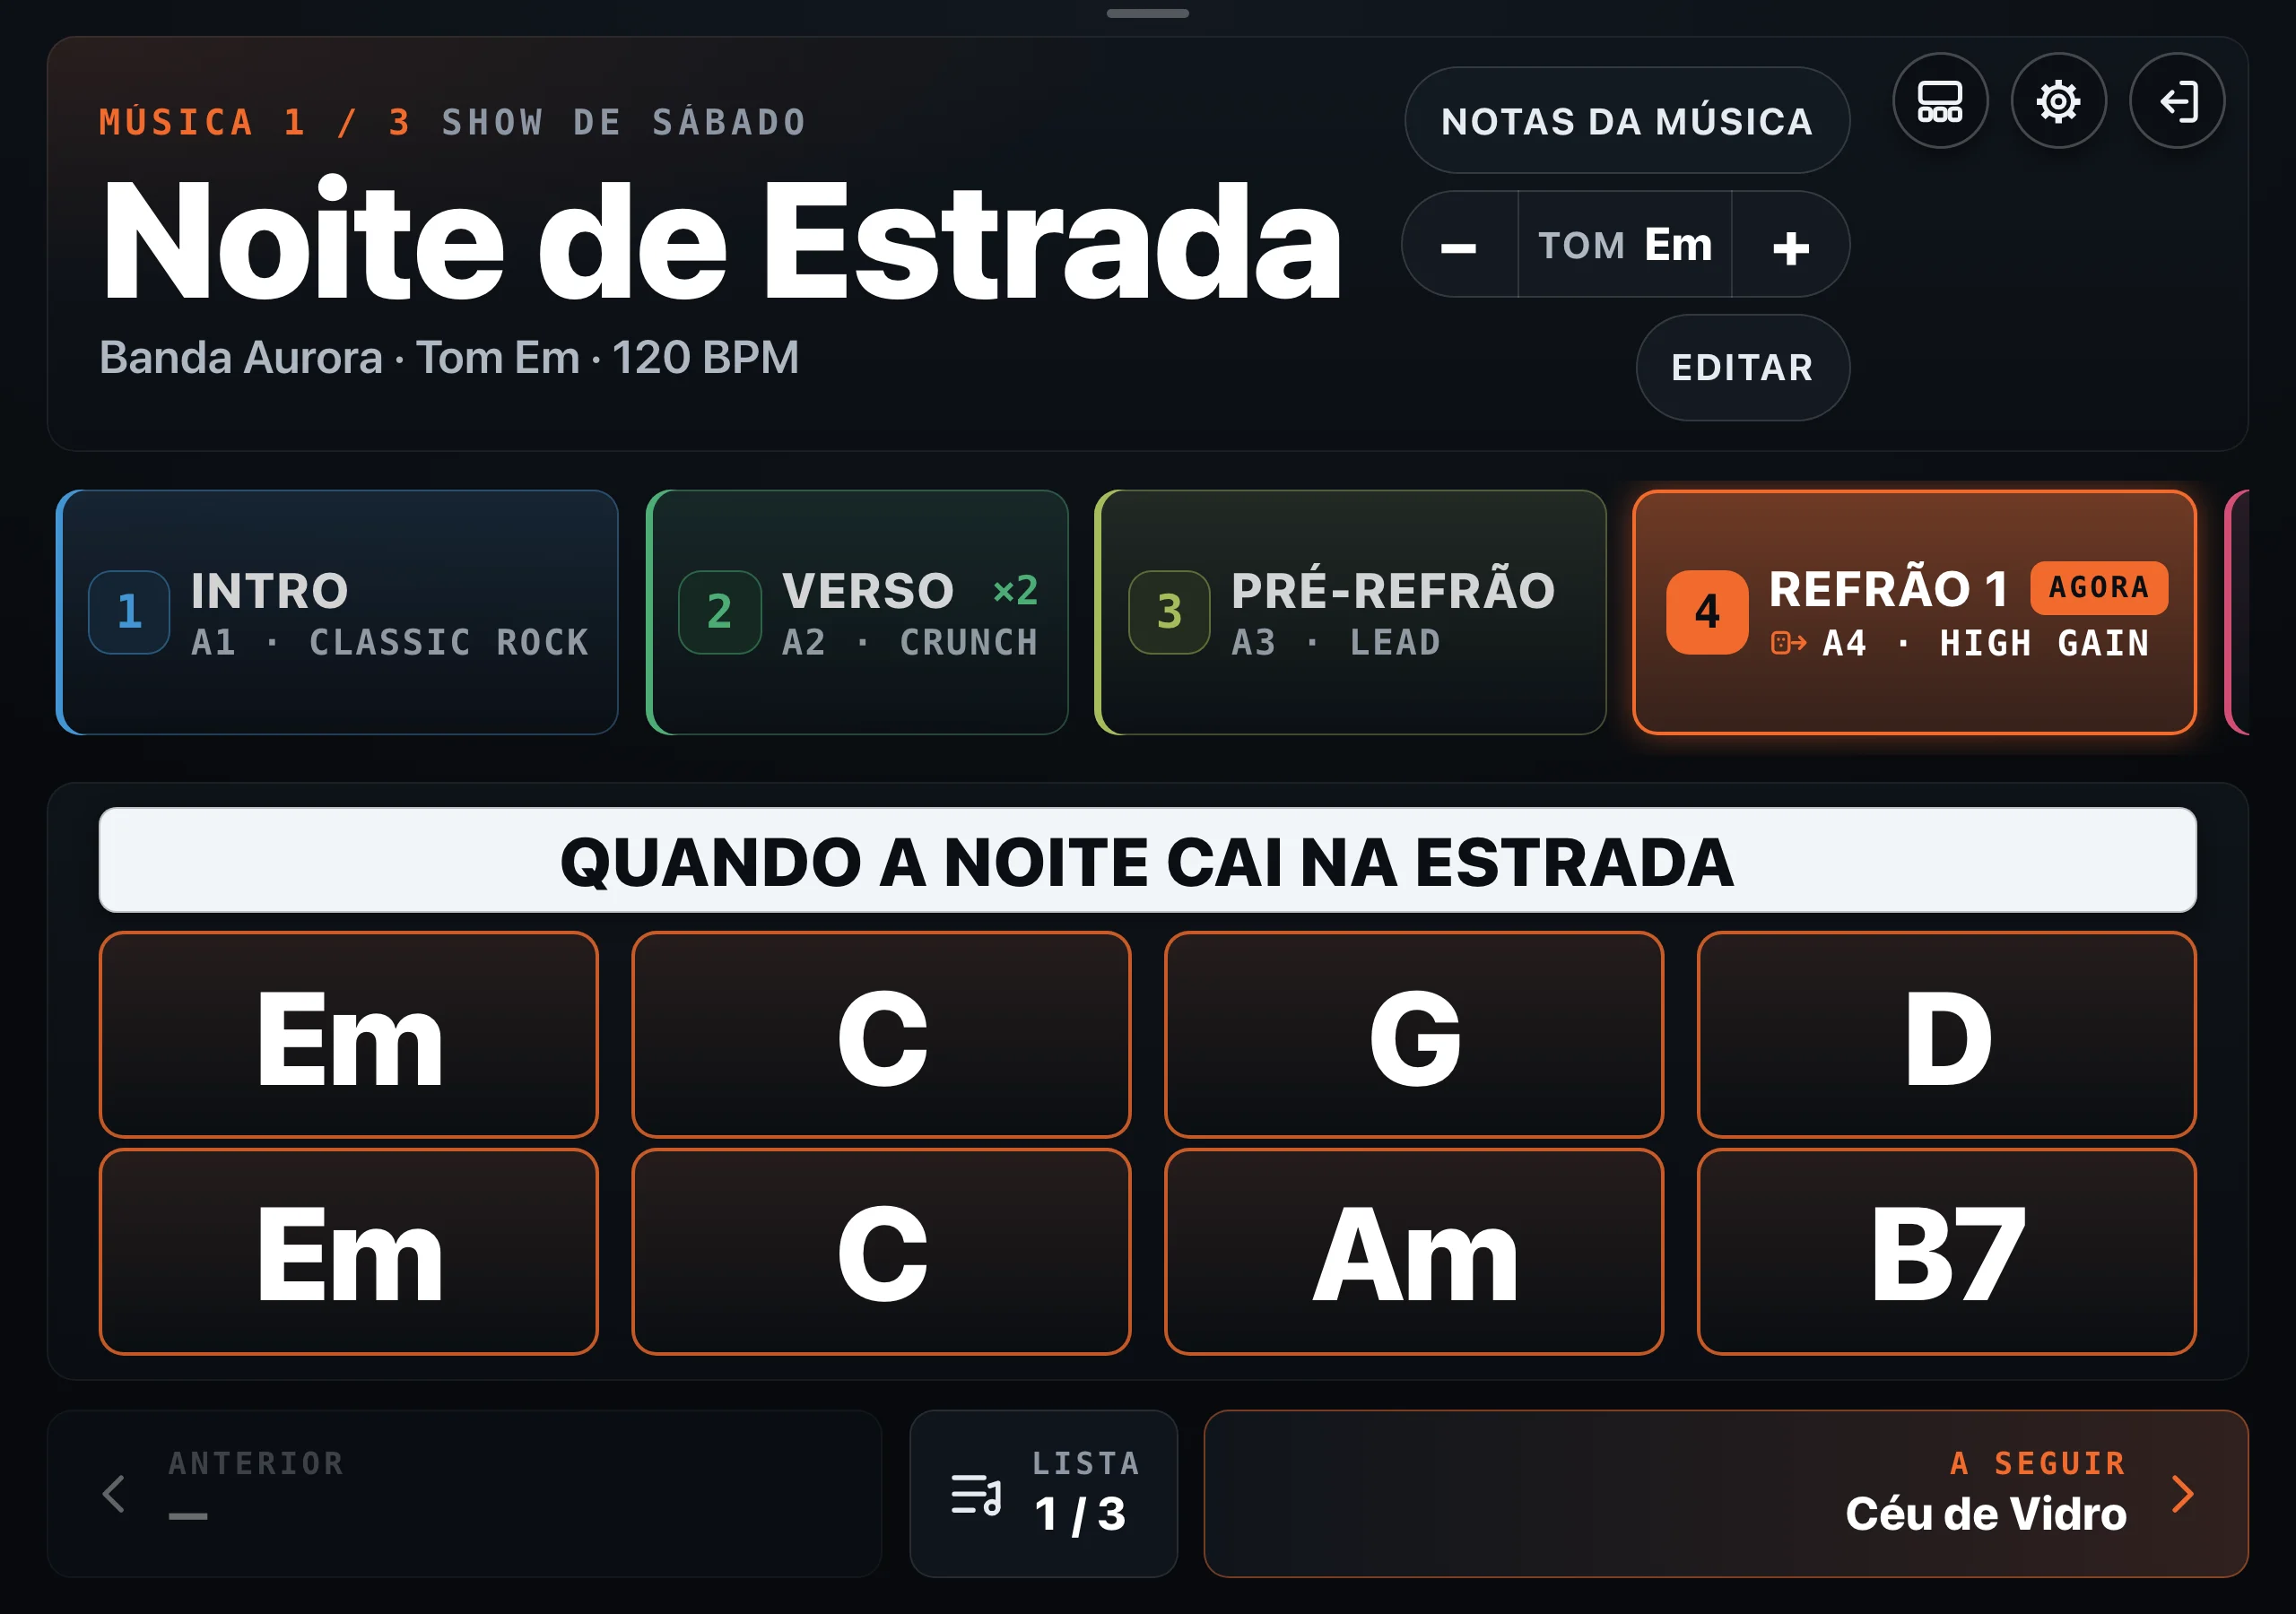 MÚSICA 1 / 3 SHOW DE SÁBADO
Noite de Estrada
Banda Aurora · Tom Em · 120 BPM
NOTAS DA MÚSICA
− TOM Em +
EDITAR
1 INTRO
A1 · CLASSIC ROCK
2 VERSO ×2
A2 · CRUNCH
3 PRÉ-REFRÃO
A3 · LEAD
4 REFRÃO 1 AGORA
A4 · HIGH GAIN
QUANDO A NOITE CAI NA ESTRADA
Em C G D
Em C Am B7
ANTERIOR
—
LISTA
1 / 3
A SEGUIR
Céu de Vidro